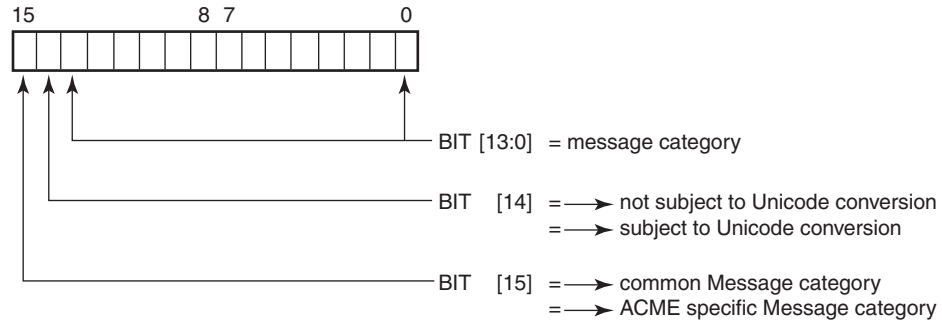 15 8 7 0
BIT [13:0] = message category
BIT [14] = not subject to Unicode conversion
= subject to Unicode conversion
BIT [15] = common Message category
= ACME specific Message category